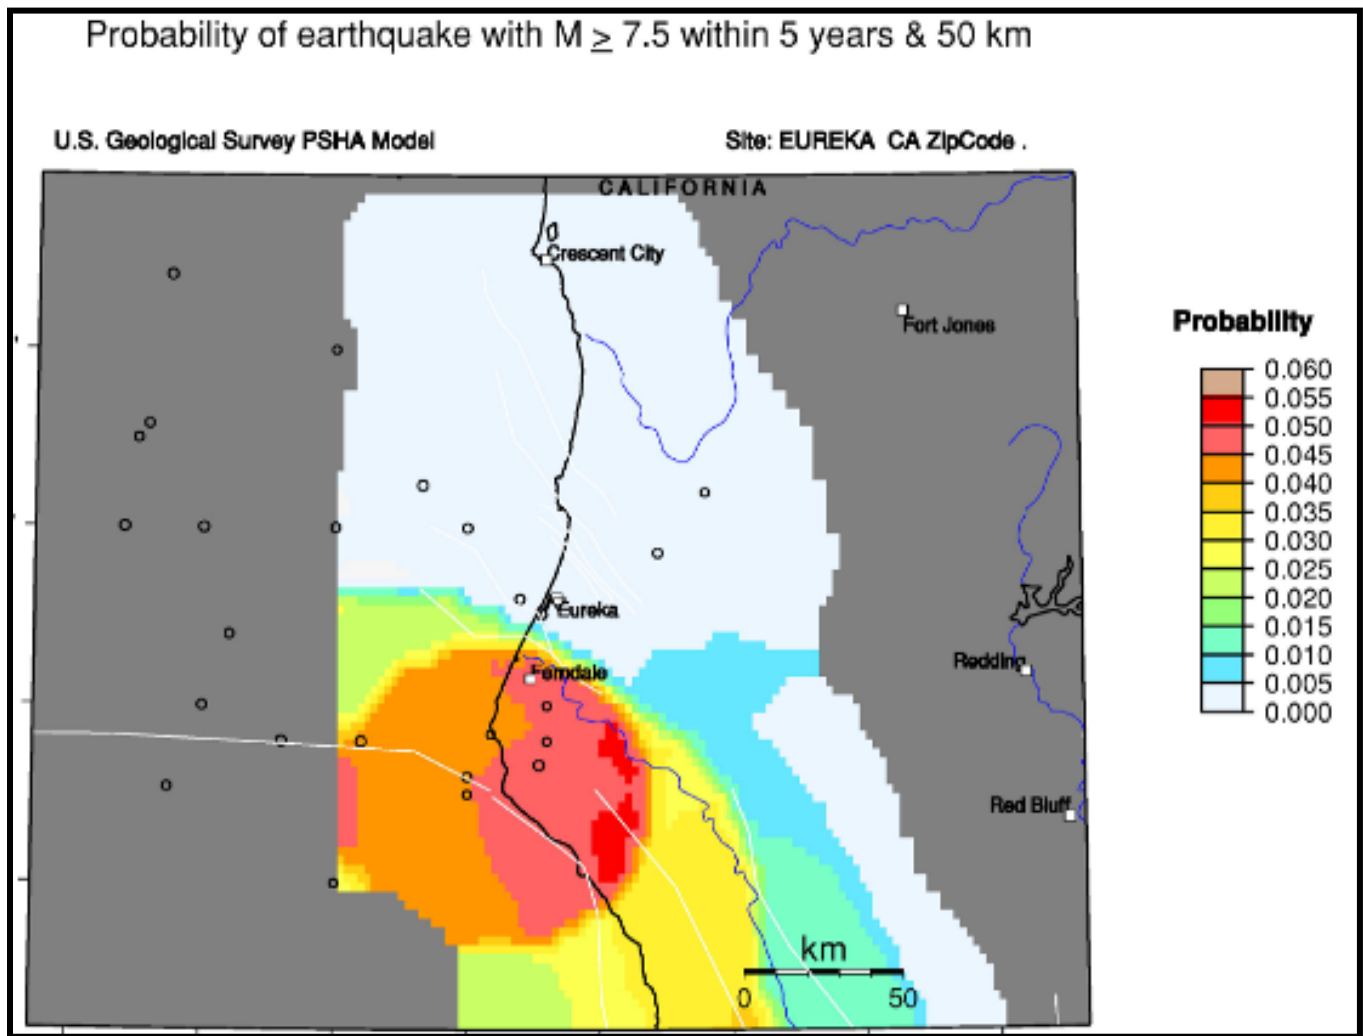 Probability of earthquake with M ≥ 7.5 within 5 years & 50 km
U.S. Geological Survey PSHA Model
Site: EUREKA CA ZipCode .
CALIFORNIA
Crescent City
Fort Jones
Eureka
Ferndale
Redding
Red Bluff
km
0 50
Probability
0.060
0.055
0.050
0.045
0.040
0.035
0.030
0.025
0.020
0.015
0.010
0.005
0.000